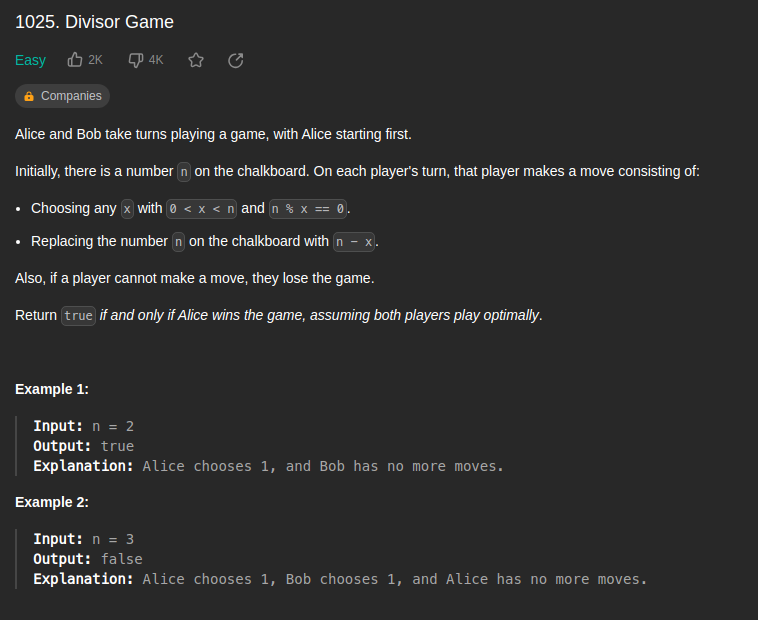 1025. Divisor Game
Easy 2K 4K
Companies
Alice and Bob take turns playing a game, with Alice starting first.
Initially, there is a number n on the chalkboard. On each player's turn, that player makes a move consisting of:
• Choosing any x with 0 < x < n and n % x == 0.
• Replacing the number n on the chalkboard with n - x.
Also, if a player cannot make a move, they lose the game.
Return true if and only if Alice wins the game, assuming both players play optimally.
Example 1:
Input: n = 2
Output: true
Explanation: Alice chooses 1, and Bob has no more moves.
Example 2:
Input: n = 3
Output: false
Explanation: Alice chooses 1, Bob chooses 1, and Alice has no more moves.